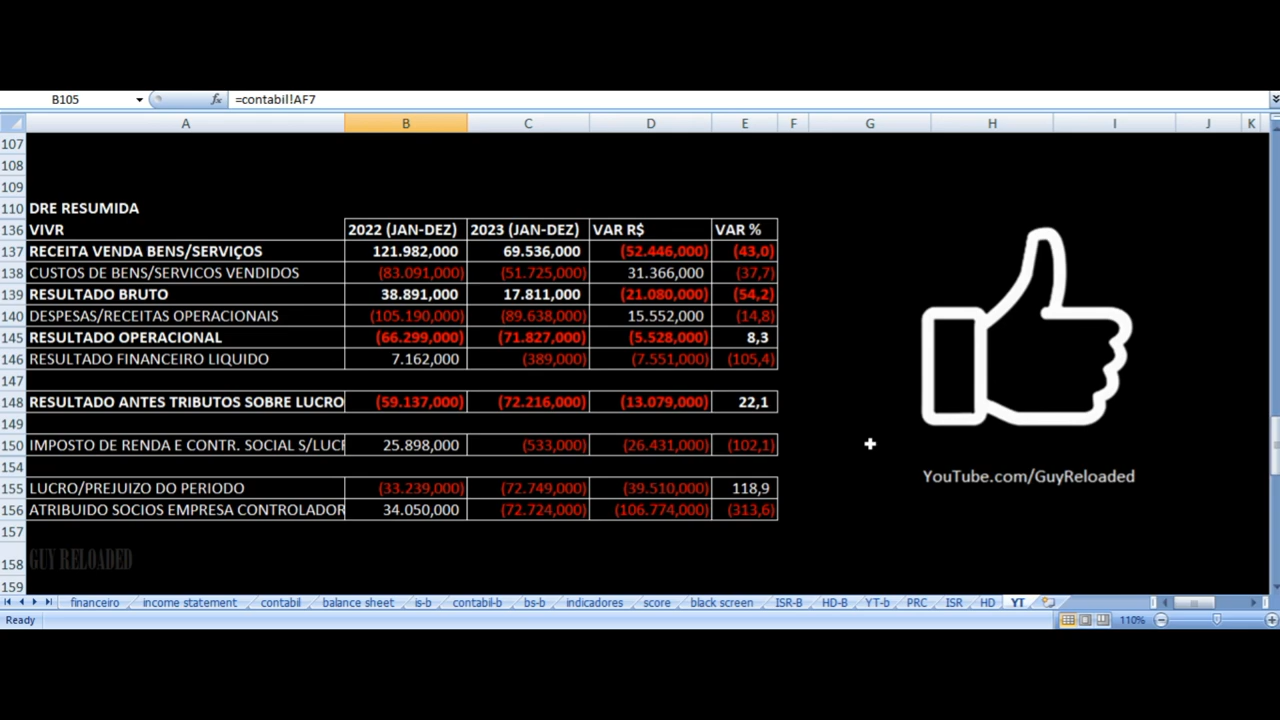 B105 fx =contabil!AF7
A B C D E F G H I J K
107
108
109
110 DRE RESUMIDA
136 VIVR 2022 (JAN-DEZ) 2023 (JAN-DEZ) VAR R$ VAR %
137 RECEITA VENDA BENS/SERVIÇOS 121.982,000 69.536,000 (52.446,000) (43,0)
138 CUSTOS DE BENS/SERVICOS VENDIDOS (83.091,000) (51.725,000) 31.366,000 (37,7)
139 RESULTADO BRUTO 38.891,000 17.811,000 (21.080,000) (54,2)
140 DESPESAS/RECEITAS OPERACIONAIS (105.190,000) (89.638,000) 15.552,000 (14,8)
145 RESULTADO OPERACIONAL (66.299,000) (71.827,000) (5.528,000) 8,3
146 RESULTADO FINANCEIRO LIQUIDO 7.162,000 (389,000) (7.551,000) (105,4)
147
148 RESULTADO ANTES TRIBUTOS SOBRE LUCRO (59.137,000) (72.216,000) (13.079,000) 22,1
149
150 IMPOSTO DE RENDA E CONTR. SOCIAL S/LUCR 25.898,000 (533,000) (26.431,000) (102,1)
154
YouTube.com/GuyReloaded
155 LUCRO/PREJUIZO DO PERIODO (33.239,000) (72.749,000) (39.510,000) 118,9
156 ATRIBUIDO SOCIOS EMPRESA CONTROLADOR 34.050,000 (72.724,000) (106.774,000) (313,6)
157
158 GUY RELOADED
159
financeiro income statement contabil balance sheet is-b contabil-b bs-b indicadores score black screen ISR-B HD-B YT-b PRC ISR HD YT
Ready 110%